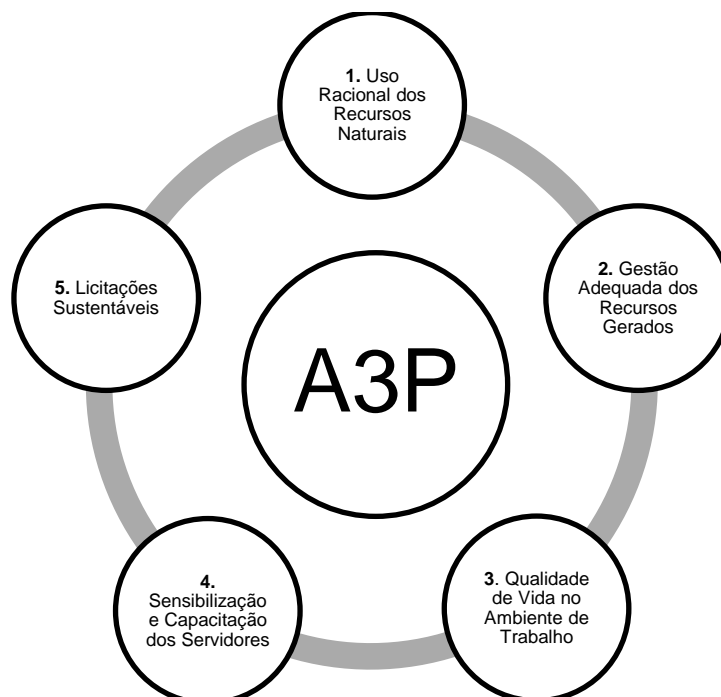 1. Uso
Racional dos
Recursos
Naturais
2. Gestão
Adequada dos
Recursos
Gerados
3. Qualidade
de Vida no
Ambiente de
Trabalho
4.
Sensibilização
e Capacitação
dos Servidores
5. Licitações
Sustentáveis
A3P